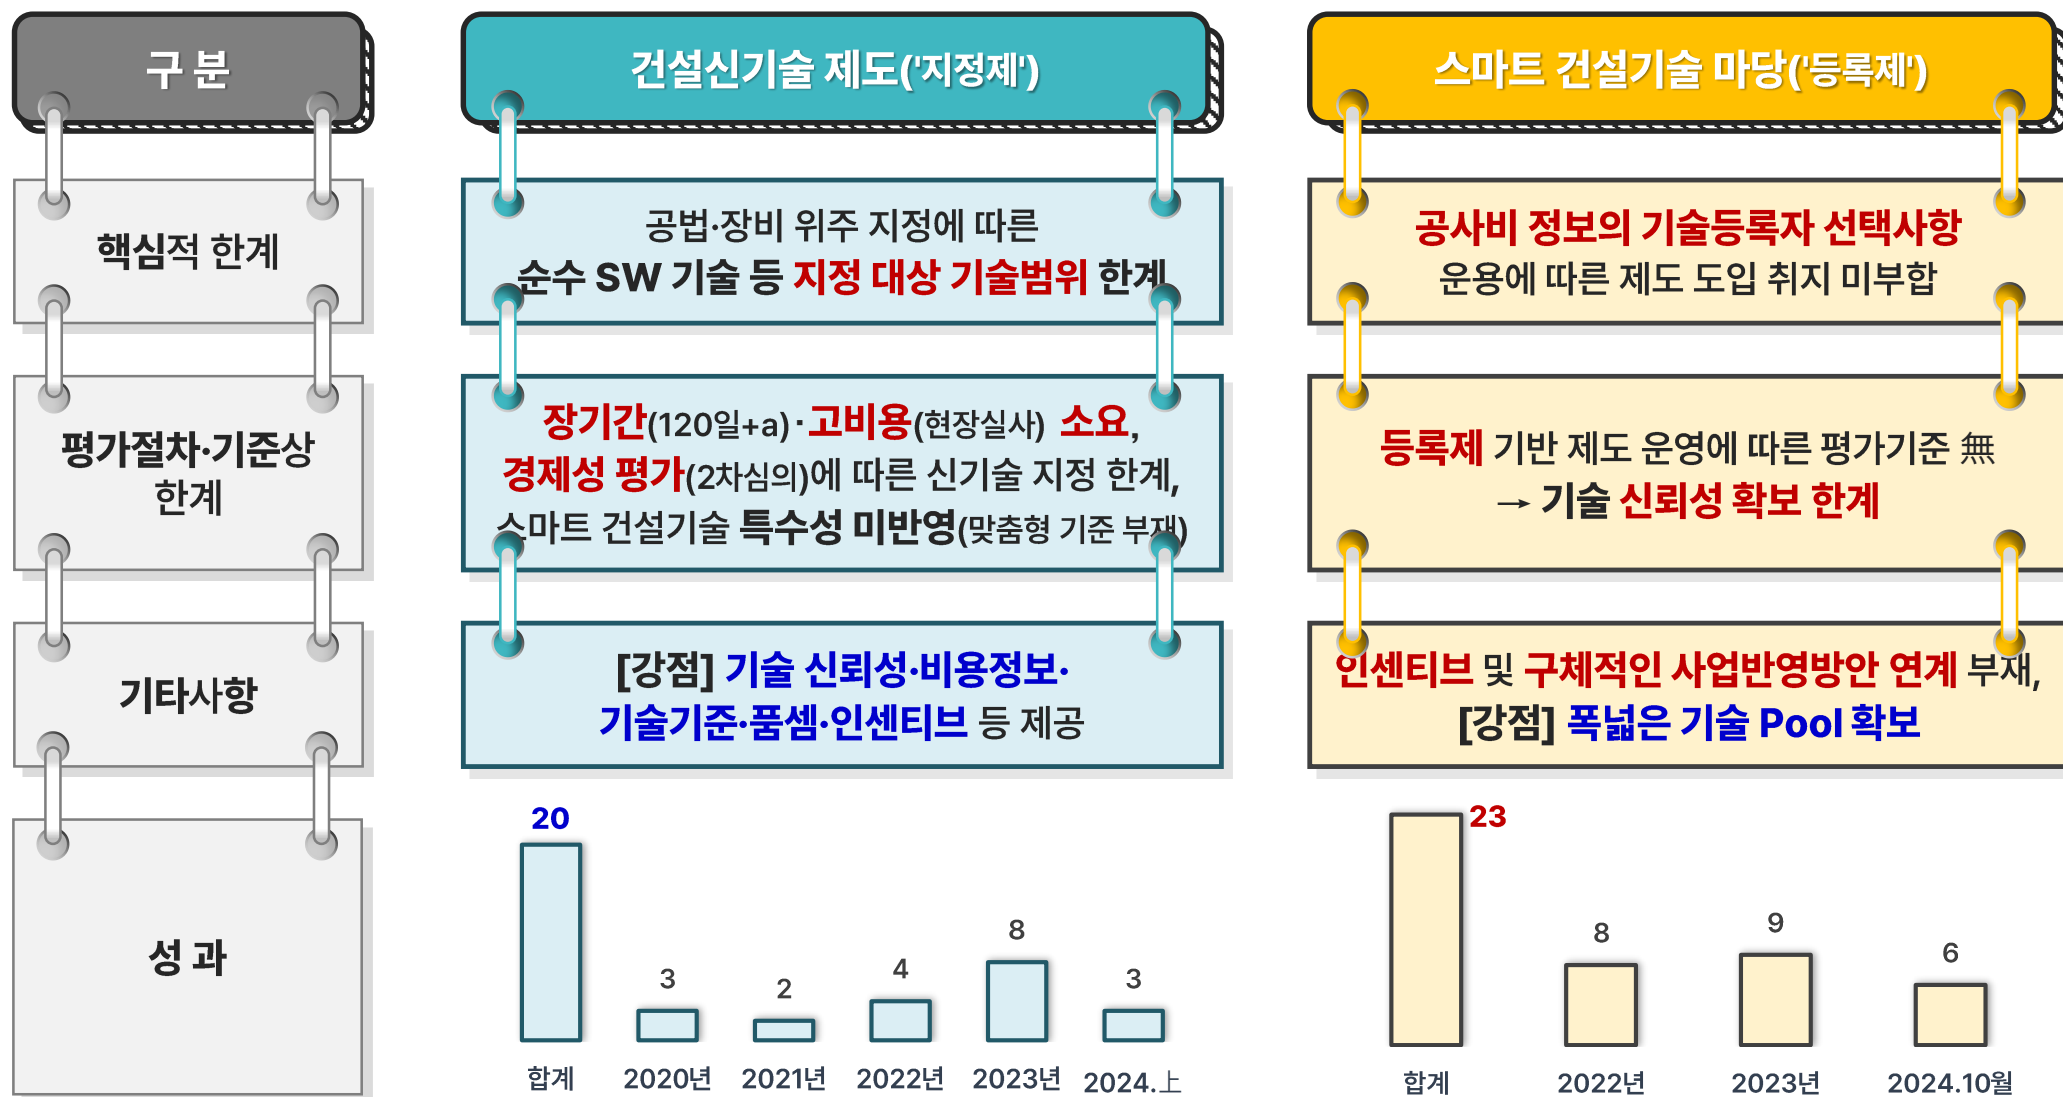 구 분
건설신기술 제도('지정제')
스마트 건설기술 마당('등록제')
핵심적 한계
공법·장비 위주 지정에 따른
순수 SW 기술 등 지정 대상 기술범위 한계
공사비 정보의 기술등록자 선택사항
운용에 따른 제도 도입 취지 미부합
평가절차·기준상
한계
장기간(120일+a)·고비용(현장실사) 소요,
경제성 평가(2차심의)에 따른 신기술 지정 한계,
스마트 건설기술 특수성 미반영(맞춤형 기준 부재)
등록제 기반 제도 운영에 따른 평가기준 無
→ 기술 신뢰성 확보 한계
기타사항
[강점] 기술 신뢰성·비용정보·
기술기준·품셈·인센티브 등 제공
인센티브 및 구체적인 사업반영방안 연계 부재,
[강점] 폭넓은 기술 Pool 확보
성 과
20
3
2
4
8
3
합계
2020년
2021년
2022년
2023년
2024.上
23
8
9
6
합계
2022년
2023년
2024.10월